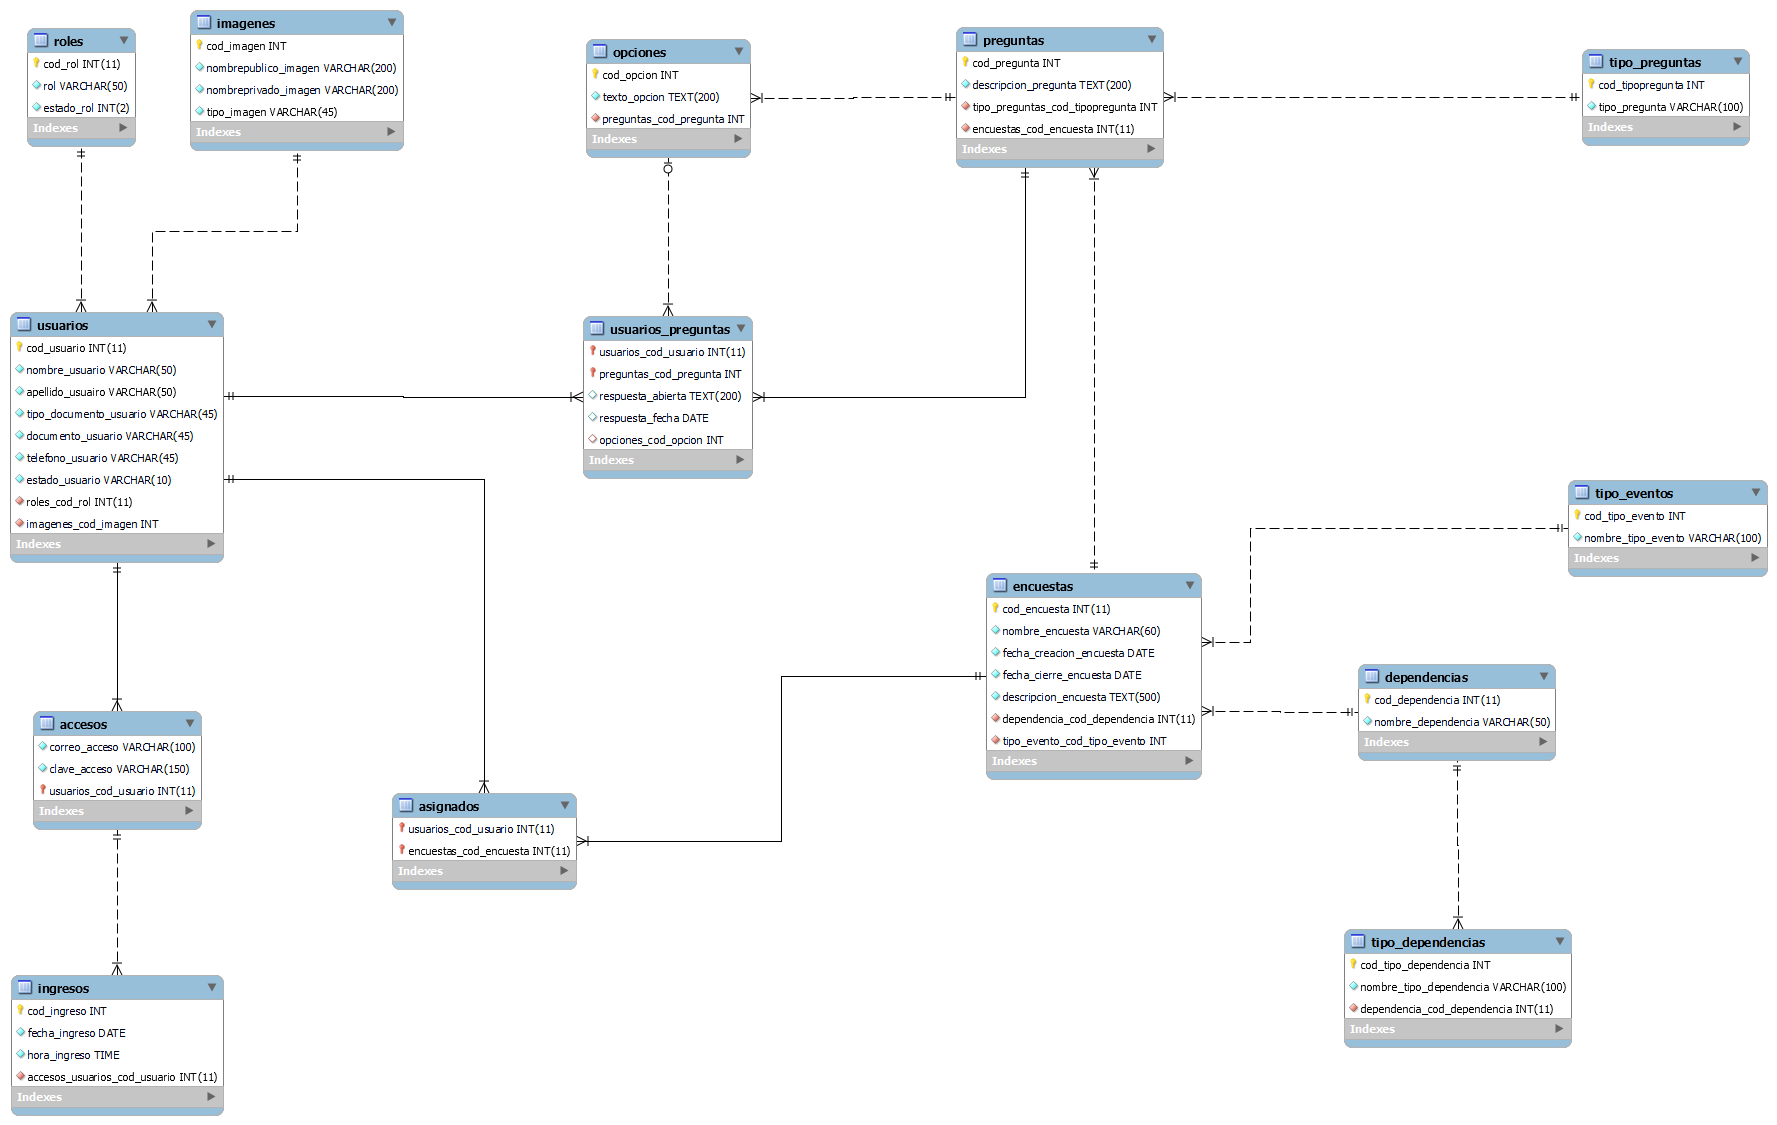 roles
cod_rol INT(11)
rol VARCHAR(50)
estado_rol INT(2)
Indexes
imagenes
cod_imagen INT
nombrepublico_imagen VARCHAR(200)
nombreprivado_imagen VARCHAR(200)
tipo_imagen VARCHAR(45)
Indexes
opciones
cod_opcion INT
texto_opcion TEXT(200)
preguntas_cod_pregunta INT
Indexes
preguntas
cod_pregunta INT
descripcion_pregunta TEXT(200)
tipo_preguntas_cod_tipopregunta INT
encuestas_cod_encuesta INT(11)
Indexes
tipo_preguntas
cod_tipopregunta INT
tipo_pregunta VARCHAR(100)
Indexes
usuarios
cod_usuario INT(11)
nombre_usuario VARCHAR(50)
apellido_usuairo VARCHAR(50)
tipo_documento_usuario VARCHAR(45)
documento_usuario VARCHAR(45)
telefono_usuario VARCHAR(45)
estado_usuario VARCHAR(10)
roles_cod_rol INT(11)
imagenes_cod_imagen INT
Indexes
usuarios_preguntas
usuarios_cod_usuario INT(11)
preguntas_cod_pregunta INT
respuesta_abierta TEXT(200)
respuesta_fecha DATE
opciones_cod_opcion INT
Indexes
tipo_eventos
cod_tipo_evento INT
nombre_tipo_evento VARCHAR(100)
Indexes
encuestas
cod_encuesta INT(11)
nombre_encuesta VARCHAR(60)
fecha_creacion_encuesta DATE
fecha_cierre_encuesta DATE
descripcion_encuesta TEXT(500)
dependencia_cod_dependencia INT(11)
tipo_evento_cod_tipo_evento INT
Indexes
dependencias
cod_dependencia INT(11)
nombre_dependencia VARCHAR(50)
Indexes
accesos
correo_acceso VARCHAR(100)
clave_acceso VARCHAR(150)
usuarios_cod_usuario INT(11)
Indexes
asignados
usuarios_cod_usuario INT(11)
encuestas_cod_encuesta INT(11)
Indexes
tipo_dependencias
cod_tipo_dependencia INT
nombre_tipo_dependencia VARCHAR(100)
dependencia_cod_dependencia INT(11)
Indexes
ingresos
cod_ingreso INT
fecha_ingreso DATE
hora_ingreso TIME
accesos_usuarios_cod_usuario INT(11)
Indexes